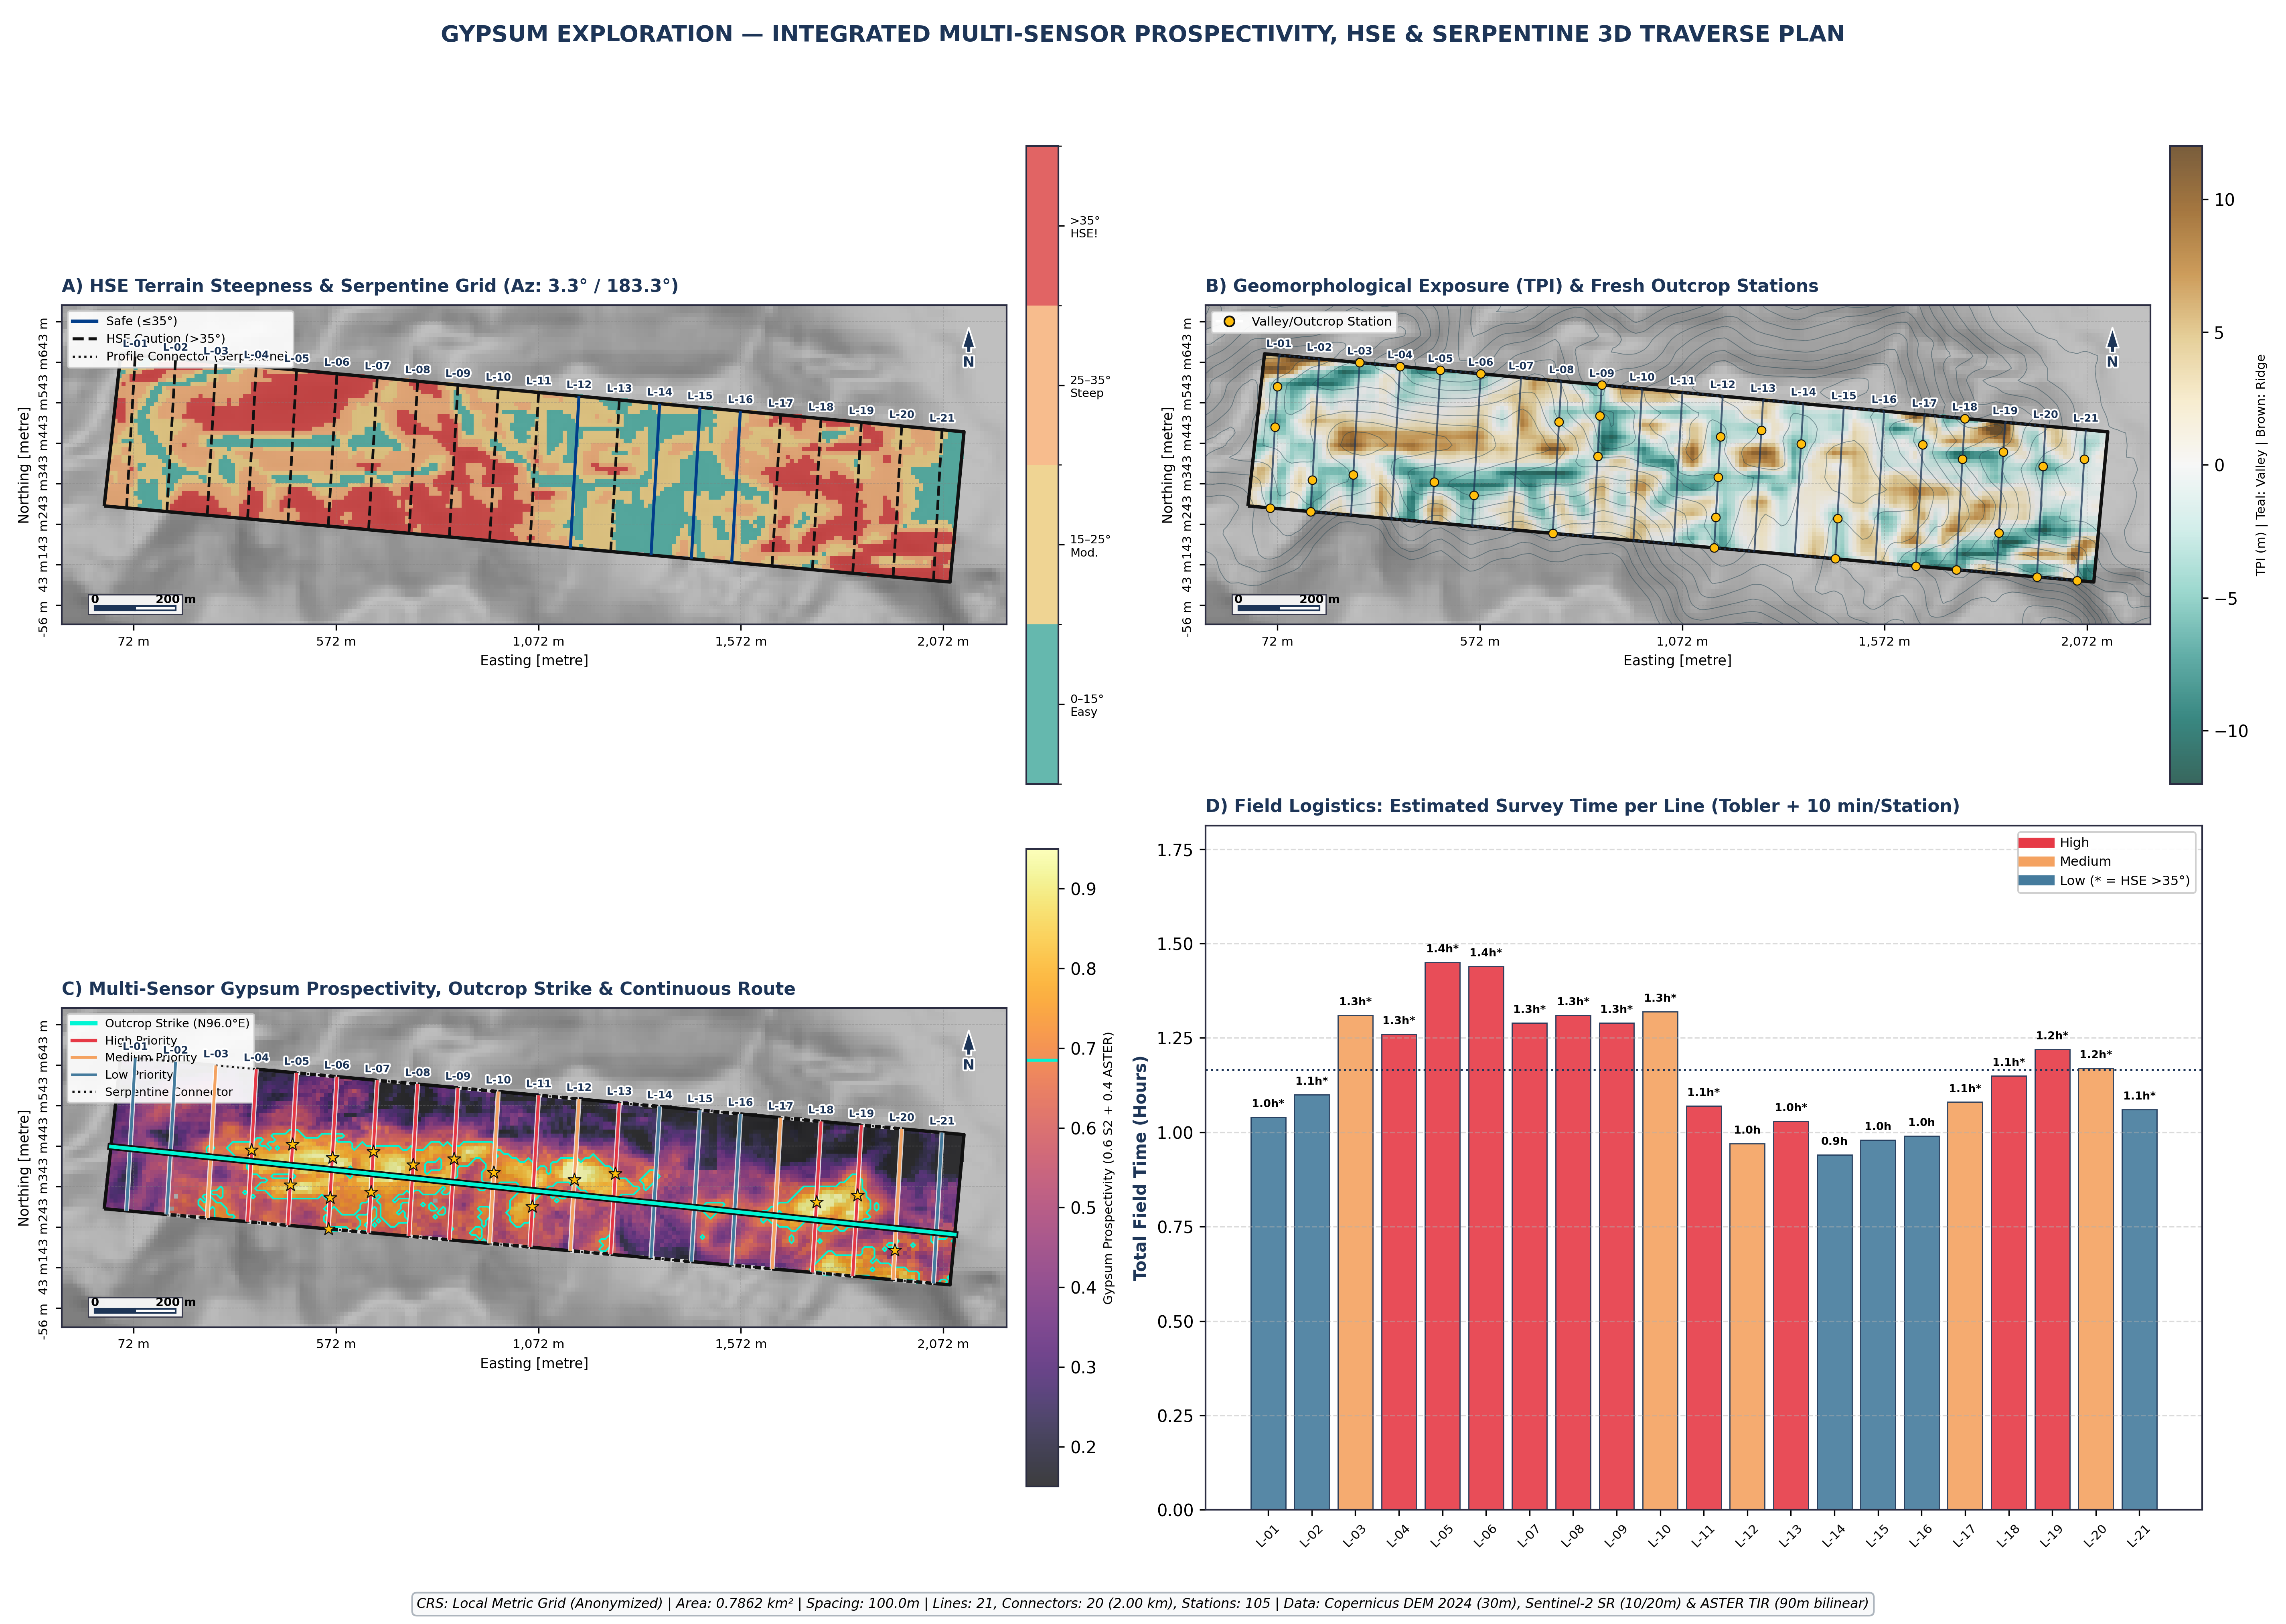 GYPSUM EXPLORATION — INTEGRATED MULTI-SENSOR PROSPECTIVITY, HSE & SERPENTINE 3D TRAVERSE PLAN
A) HSE Terrain Steepness & Serpentine Grid (Az: 3.3° / 183.3°)
Safe (≤35°)
HSE Caution (>35°)
Profile Connector (Serpentine)
L-01 L-02 L-03 L-04 L-05 L-06 L-07 L-08 L-09 L-10 L-11 L-12 L-13 L-14 L-15 L-16 L-17 L-18 L-19 L-20 L-21
N
0 200 m
Northing [metre]
643 m
543 m
443 m
343 m
243 m
143 m
43 m
-56 m
72 m 572 m 1,072 m 1,572 m 2,072 m
Easting [metre]
>35°
HSE!
25–35°
Steep
15–25°
Mod.
0–15°
Easy
B) Geomorphological Exposure (TPI) & Fresh Outcrop Stations
Valley/Outcrop Station
L-01 L-02 L-03 L-04 L-05 L-06 L-07 L-08 L-09 L-10 L-11 L-12 L-13 L-14 L-15 L-16 L-17 L-18 L-19 L-20 L-21
N
0 200 m
Northing [metre]
643 m
543 m
443 m
343 m
243 m
143 m
43 m
-56 m
72 m 572 m 1,072 m 1,572 m 2,072 m
Easting [metre]
10
5
0
−5
−10
TPI (m) | Teal: Valley | Brown: Ridge
C) Multi-Sensor Gypsum Prospectivity, Outcrop Strike & Continuous Route
Outcrop Strike (N96.0°E)
High Priority
Medium Priority
Low Priority
Serpentine Connector
L-01 L-02 L-03 L-04 L-05 L-06 L-07 L-08 L-09 L-10 L-11 L-12 L-13 L-14 L-15 L-16 L-17 L-18 L-19 L-20 L-21
N
0 200 m
Northing [metre]
643 m
543 m
443 m
343 m
243 m
143 m
43 m
-56 m
72 m 572 m 1,072 m 1,572 m 2,072 m
Easting [metre]
0.9
0.8
0.7
0.6
0.5
0.4
0.3
0.2
Gypsum Prospectivity (0.6 S2 + 0.4 ASTER)
D) Field Logistics: Estimated Survey Time per Line (Tobler + 10 min/Station)
High
Medium
Low (* = HSE >35°)
Total Field Time (Hours)
1.75
1.50
1.25
1.00
0.75
0.50
0.25
0.00
1.0h* 1.1h* 1.3h* 1.3h* 1.4h* 1.4h* 1.3h* 1.3h* 1.3h* 1.3h* 1.1h* 1.0h 1.0h* 0.9h 1.0h 1.0h 1.1h* 1.1h* 1.2h* 1.2h* 1.1h*
L-01 L-02 L-03 L-04 L-05 L-06 L-07 L-08 L-09 L-10 L-11 L-12 L-13 L-14 L-15 L-16 L-17 L-18 L-19 L-20 L-21
CRS: Local Metric Grid (Anonymized) | Area: 0.7862 km² | Spacing: 100.0m | Lines: 21, Connectors: 20 (2.00 km), Stations: 105 | Data: Copernicus DEM 2024 (30m), Sentinel-2 SR (10/20m) & ASTER TIR (90m bilinear)